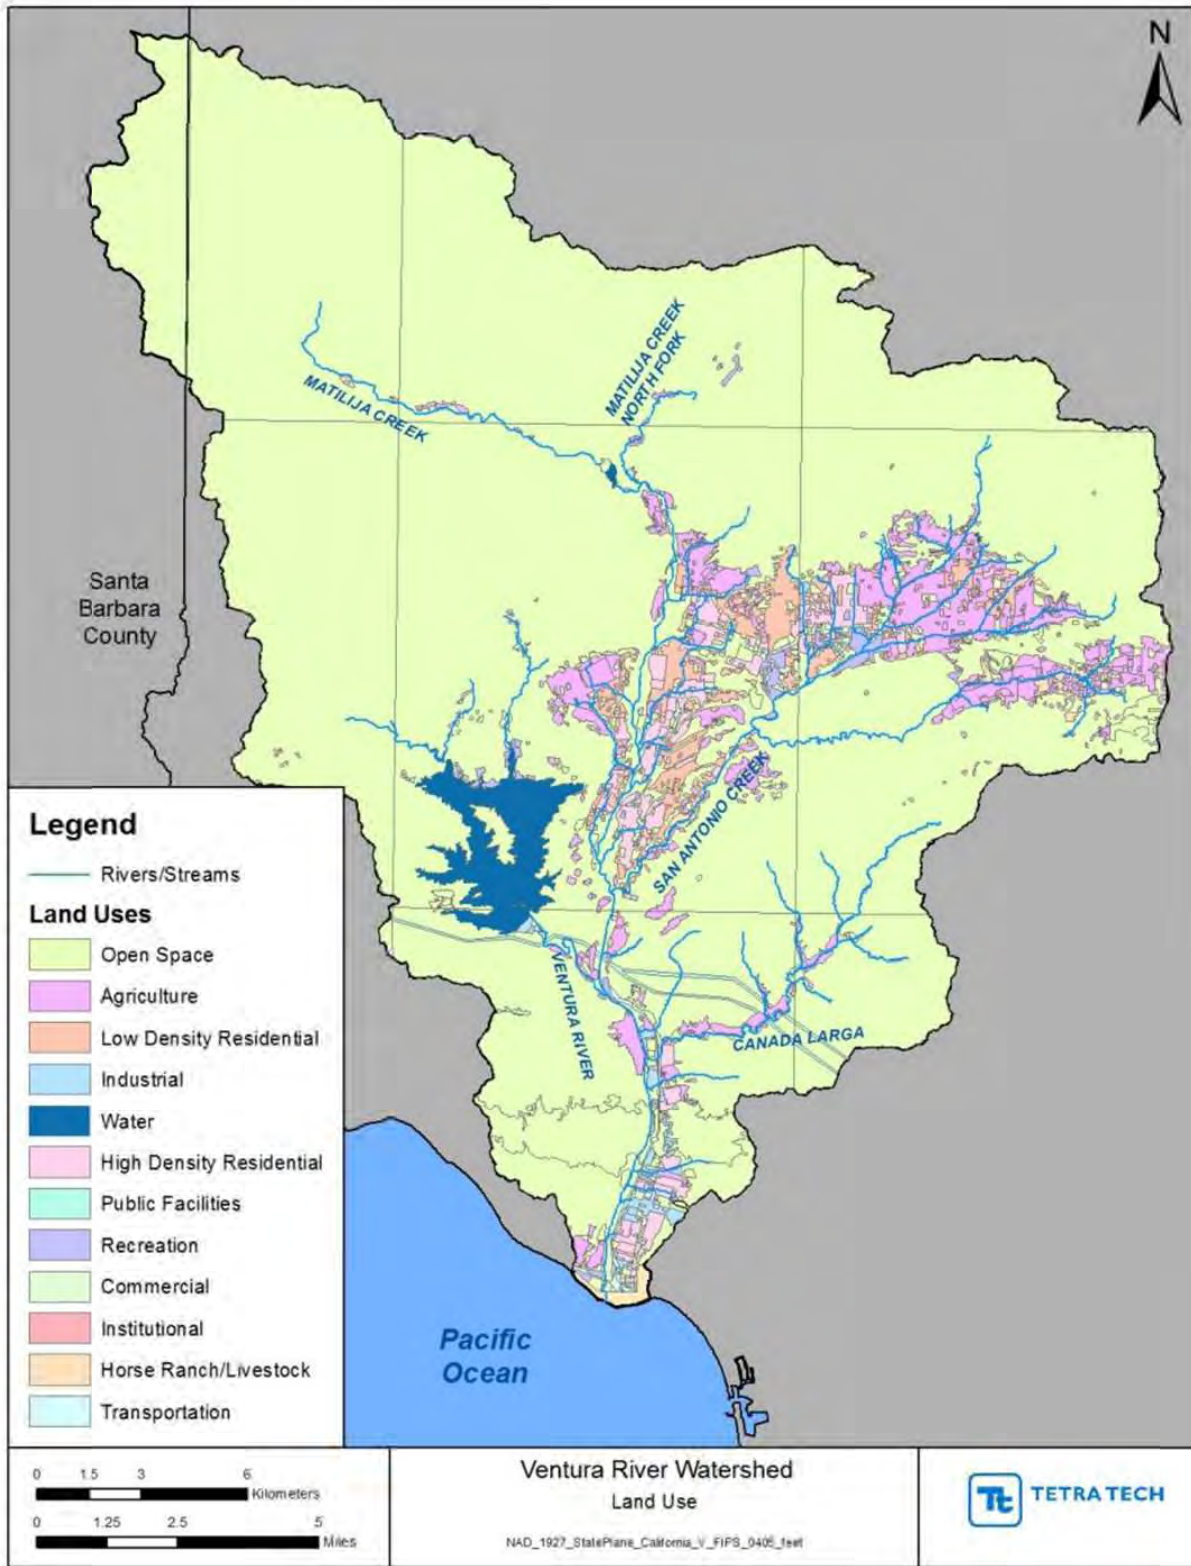 N
MATILIJA CREEK
NORTH FORK
MATILIJA CREEK
Santa
Barbara
County
SAN ANTONIO CREEK
VENTURA RIVER
CANADA LARGA
Pacific
Ocean
Legend
Rivers/Streams
Land Uses
Open Space
Agriculture
Low Density Residential
Industrial
Water
High Density Residential
Public Facilities
Recreation
Commercial
Institutional
Horse Ranch/Livestock
Transportation
0 1.5 3 6
Kilometers
0 1.25 2.5 5
Miles
Ventura River Watershed
Land Use
NAD_1927_StatePlane_California_V_FIPS_0405_feet
Tt TETRA TECH